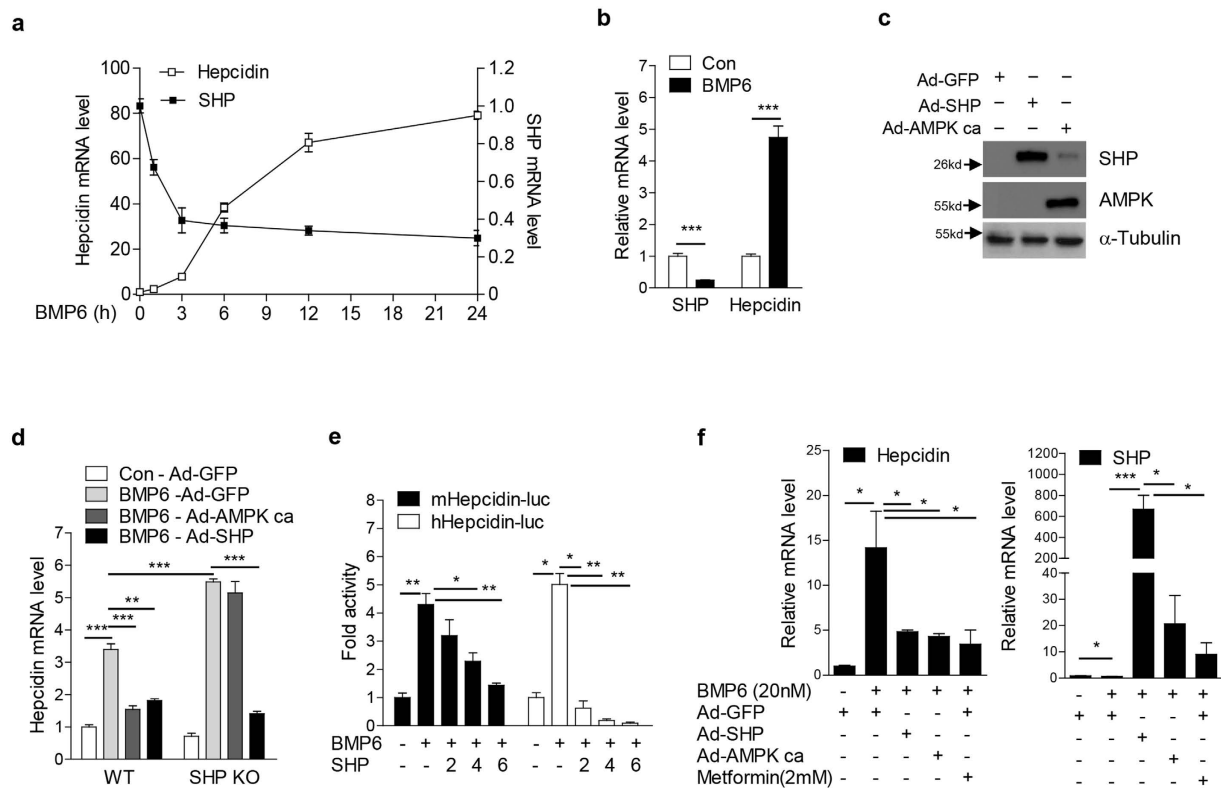 a
Hepcidin
SHP
Hepcidin mRNA level
100
80
60
40
20
0
SHP mRNA level
1.2
1.0
0.8
0.6
0.4
0.2
0
BMP6 (h)
0 3 6 9 12 15 18 21 24
b
Con
BMP6
Relative mRNA level
7
6
5
4
3
2
1
0
***
***
SHP Hepcidin
c
Ad-GFP + – –
Ad-SHP – + –
Ad-AMPK ca – – +
26kd SHP
55kd AMPK
55kd α-Tubulin
d
Con - Ad-GFP
BMP6 -Ad-GFP
BMP6 - Ad-AMPK ca
BMP6 - Ad-SHP
Hepcidin mRNA level
7
6
5
4
3
2
1
0
*** ***
**
***
***
WT SHP KO
e
mHepcidin-luc
hHepcidin-luc
Fold activity
8
7
6
5
4
3
2
1
0
** * **
* * ** **
BMP6 - + + + + - + + + +
SHP - - 2 4 6 - - 2 4 6
f
Hepcidin
Relative mRNA level
25
20
15
10
5
0
* * * *
BMP6 (20nM) - + + + +
Ad-GFP + + - - +
Ad-SHP - - + - -
Ad-AMPK ca - - - + -
Metformin(2mM) - - - - +
SHP
Relative mRNA level
1200
1000
800
600
400
200
40
30
20
10
0
* *** * *
- + + + +
+ + - - +
- - + - -
- - - + -
- - - - +